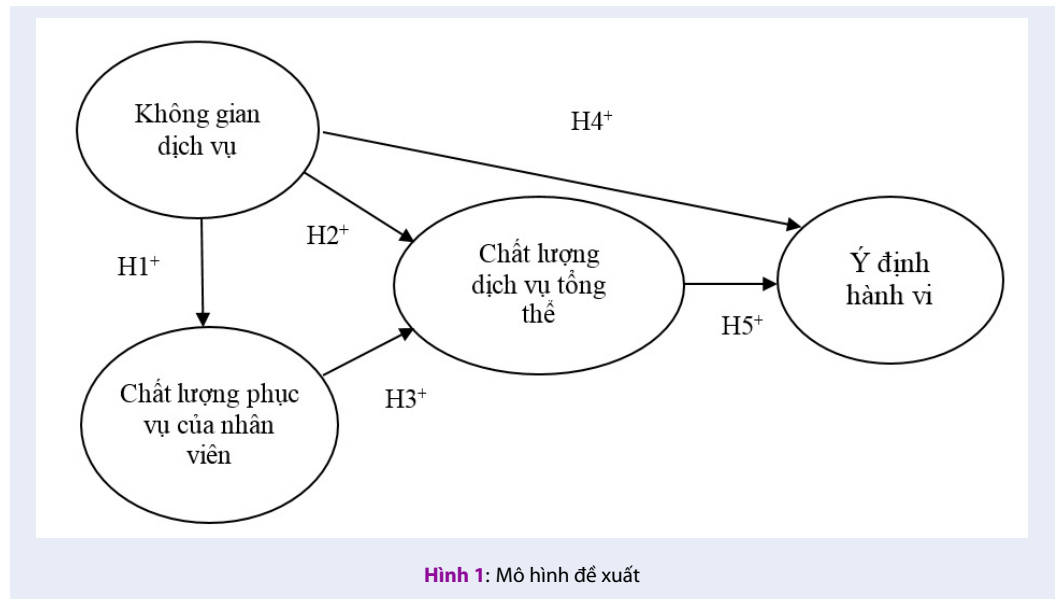 Không gian
dịch vụ
H4⁺
H2⁺
H1⁺
Chất lượng
dịch vụ tổng
thể
Ý định
hành vi
H5⁺
Chất lượng phục
vụ của nhân
viên
H3⁺
Hình 1: Mô hình đề xuất